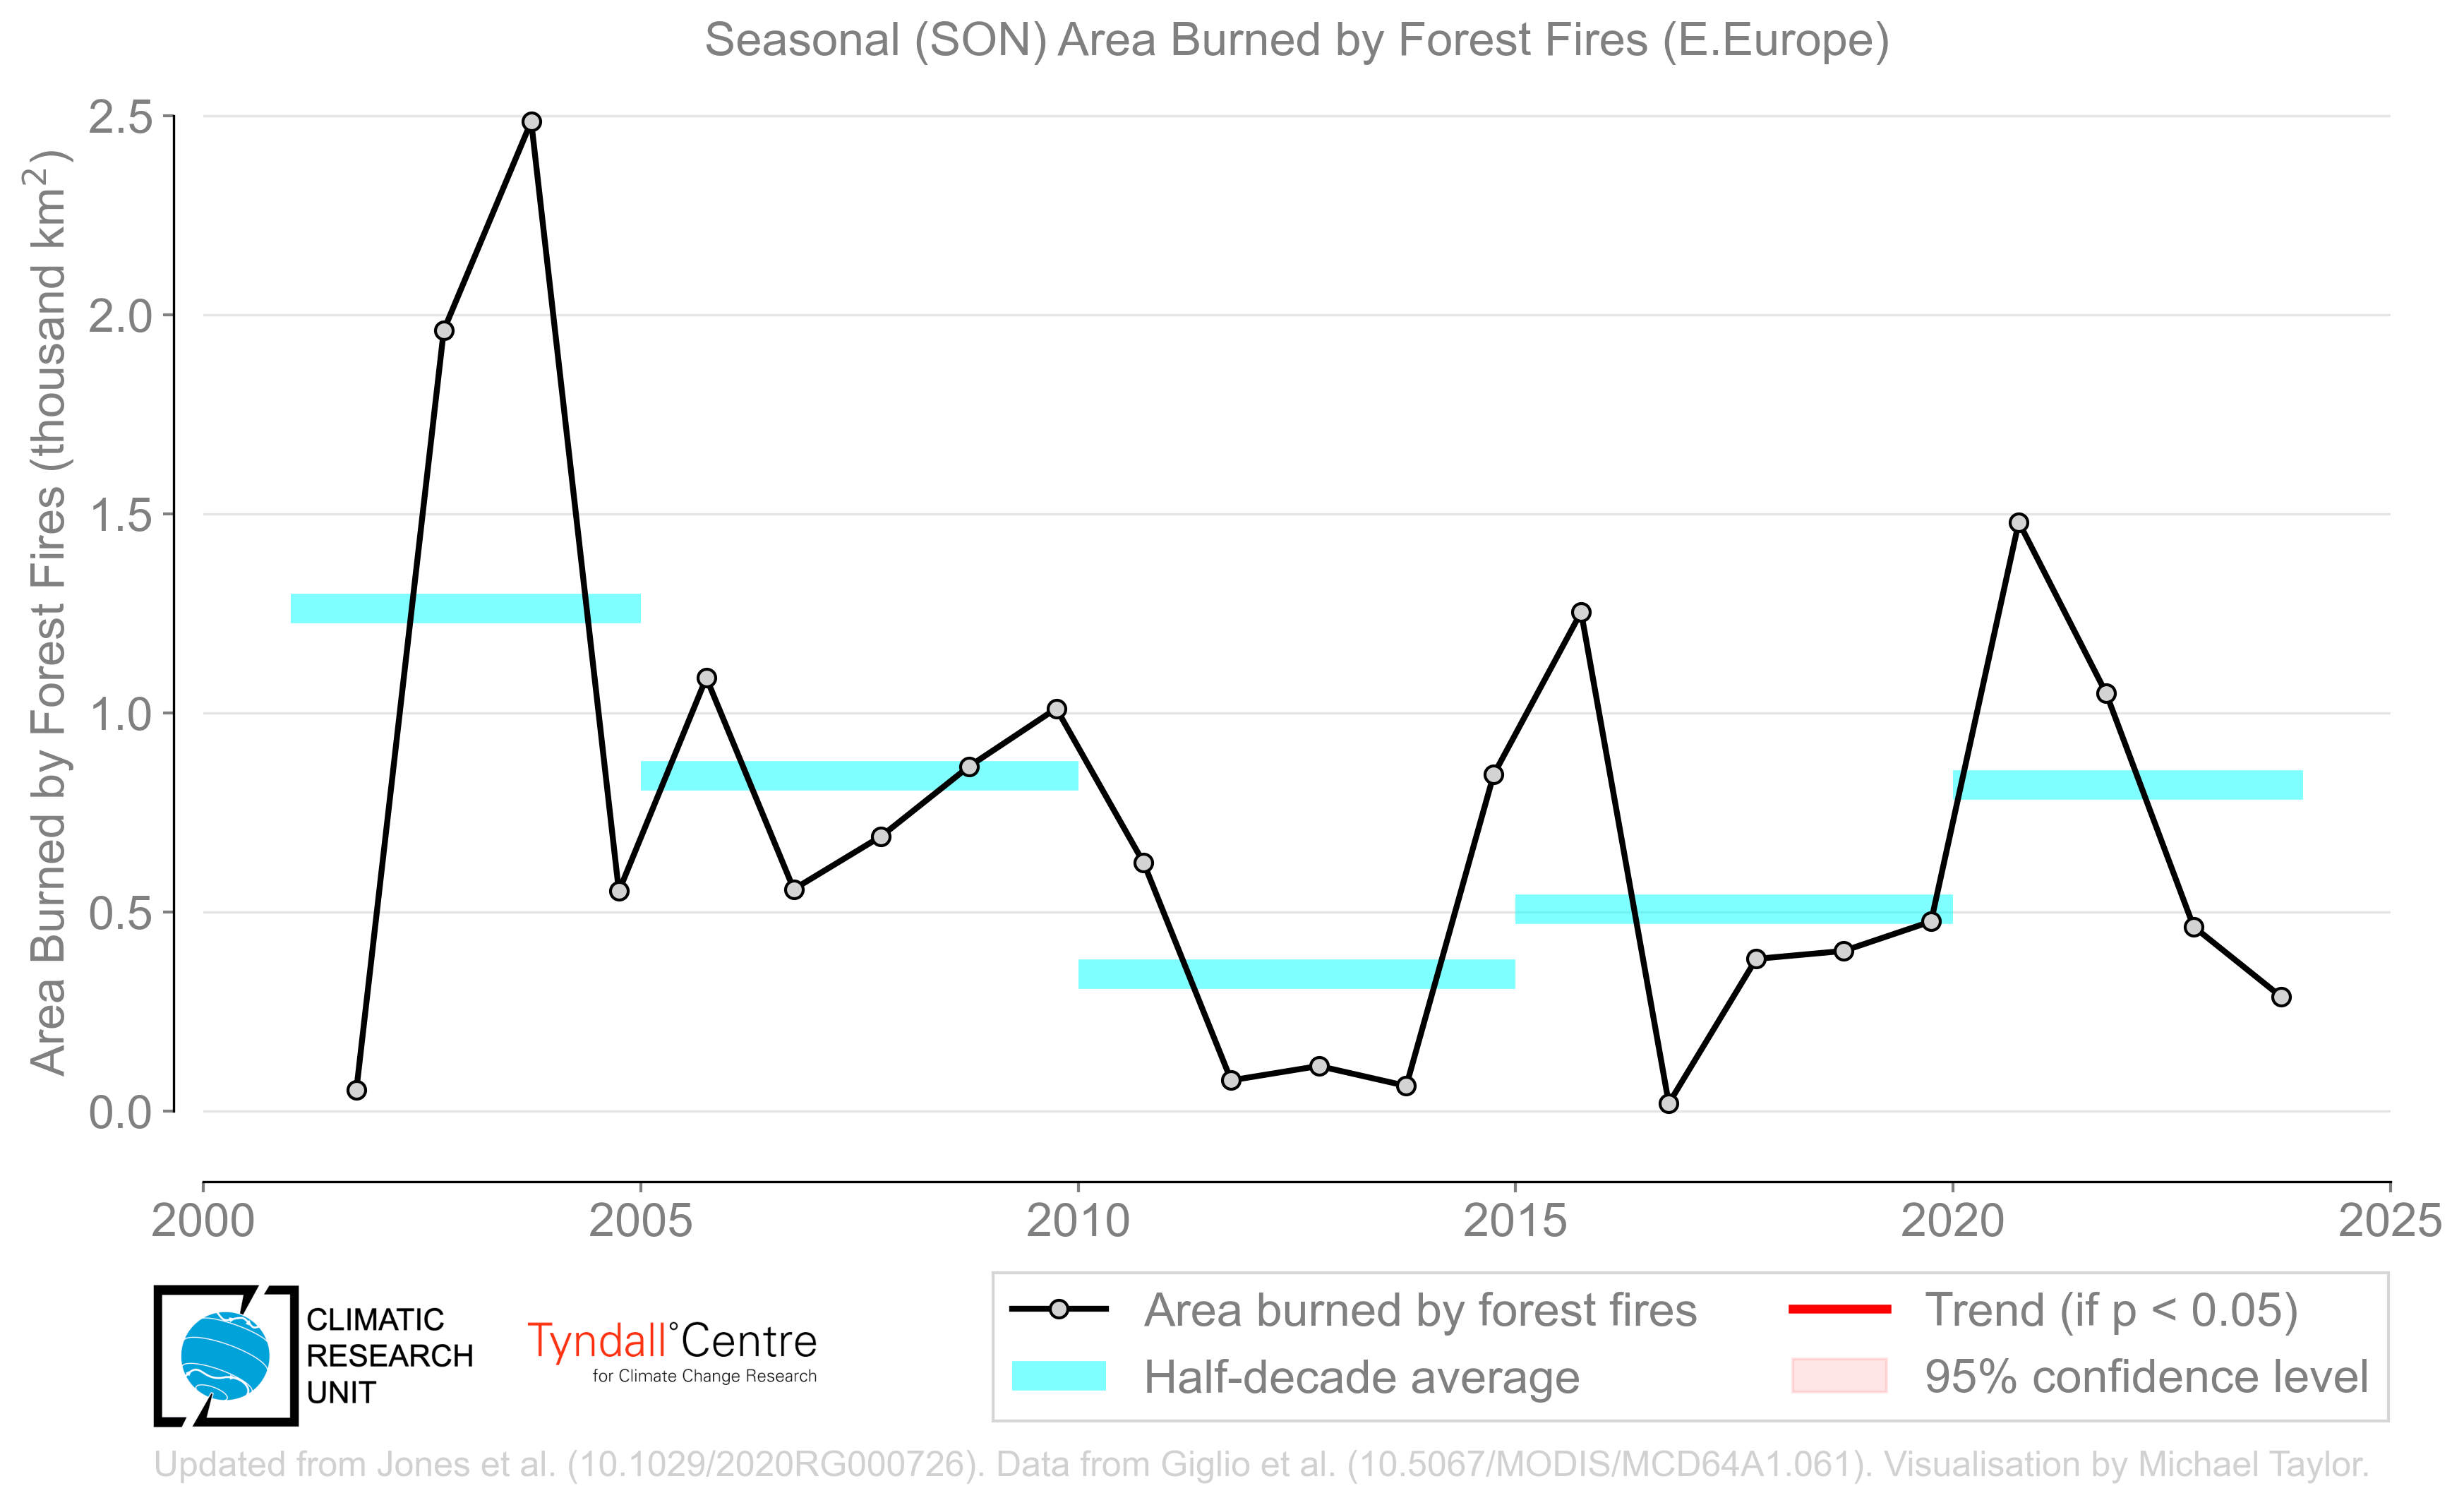 Seasonal (SON) Area Burned by Forest Fires (E.Europe)
Area Burned by Forest Fires (thousand km²)
2.5
2.0
1.5
1.0
0.5
0.0
2000 2005 2010 2015 2020 2025
CLIMATIC
RESEARCH
UNIT
Tyndall°Centre
for Climate Change Research
Area burned by forest fires
Half-decade average
Trend (if p < 0.05)
95% confidence level
Updated from Jones et al. (10.1029/2020RG000726). Data from Giglio et al. (10.5067/MODIS/MCD64A1.061). Visualisation by Michael Taylor.